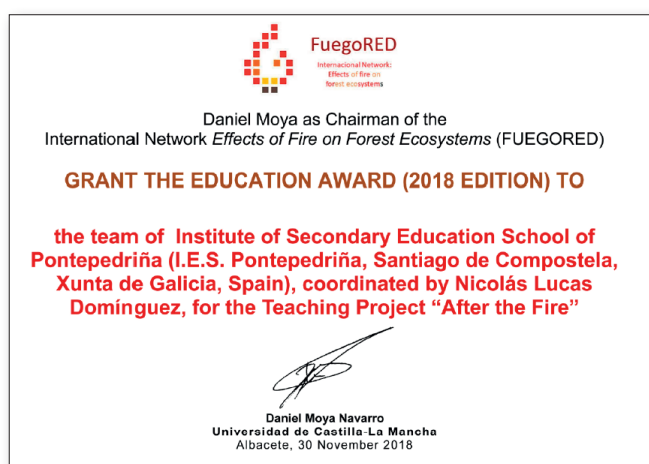 FuegoRED
Internacional Network:
Effects of fire on
forest ecosystems
Daniel Moya as Chairman of the
International Network Effects of Fire on Forest Ecosystems (FUEGORED)
GRANT THE EDUCATION AWARD (2018 EDITION) TO
the team of Institute of Secondary Education School of
Pontepedriña (I.E.S. Pontepedriña, Santiago de Compostela,
Xunta de Galicia, Spain), coordinated by Nicolás Lucas
Domínguez, for the Teaching Project “After the Fire”
Daniel Moya Navarro
Universidad de Castilla-La Mancha
Albacete, 30 November 2018